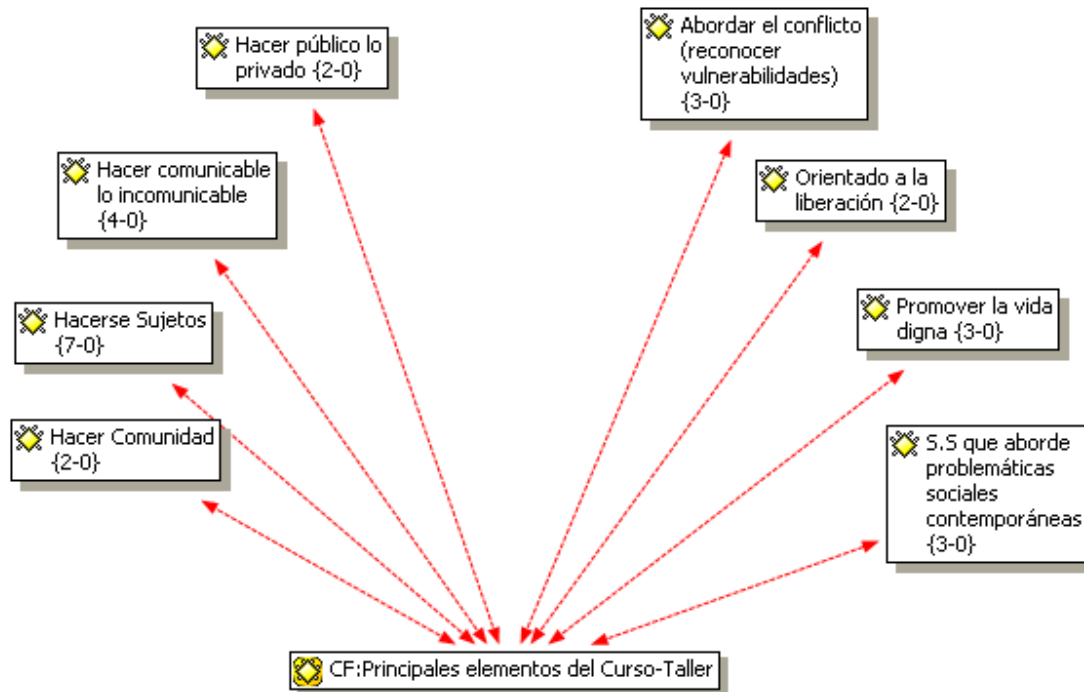 Hacer público lo
privado {2-0}
Abordar el conflicto
(reconocer
vulnerabilidades)
{3-0}
Hacer comunicable
lo incomunicable
{4-0}
Orientado a la
liberación {2-0}
Hacerse Sujetos
{7-0}
Promover la vida
digna {3-0}
Hacer Comunidad
{2-0}
S.S que aborde
problemáticas
sociales
contemporáneas
{3-0}
CF:Principales elementos del Curso-Taller